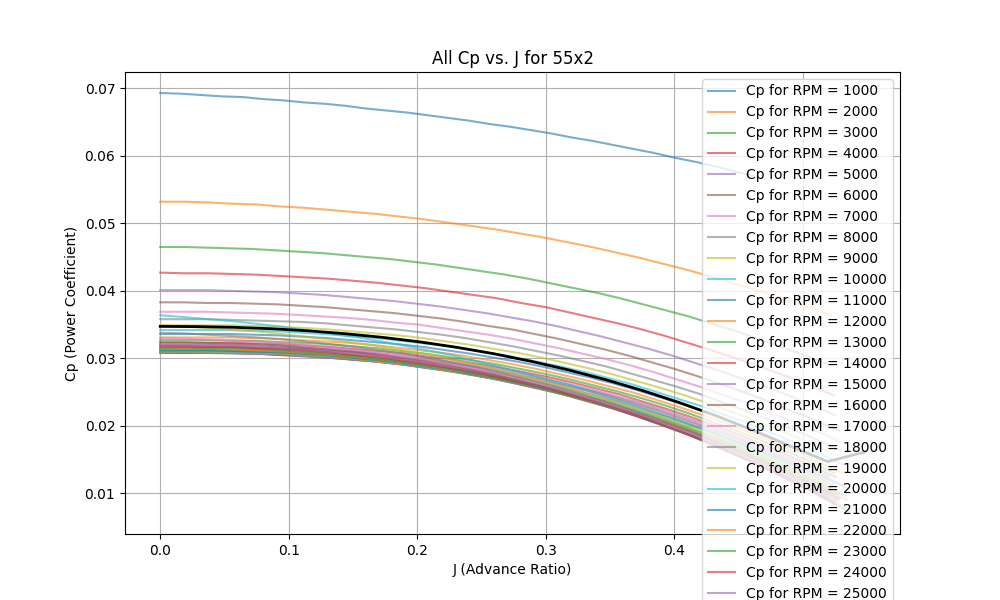 All Cp vs. J for 55x2
Cp (Power Coefficient)
0.07
0.06
0.05
0.04
0.03
0.02
0.01
0.0
0.1
0.2
0.3
0.4
J (Advance Ratio)
Cp for RPM = 1000
Cp for RPM = 2000
Cp for RPM = 3000
Cp for RPM = 4000
Cp for RPM = 5000
Cp for RPM = 6000
Cp for RPM = 7000
Cp for RPM = 8000
Cp for RPM = 9000
Cp for RPM = 10000
Cp for RPM = 11000
Cp for RPM = 12000
Cp for RPM = 13000
Cp for RPM = 14000
Cp for RPM = 15000
Cp for RPM = 16000
Cp for RPM = 17000
Cp for RPM = 18000
Cp for RPM = 19000
Cp for RPM = 20000
Cp for RPM = 21000
Cp for RPM = 22000
Cp for RPM = 23000
Cp for RPM = 24000
Cp for RPM = 25000